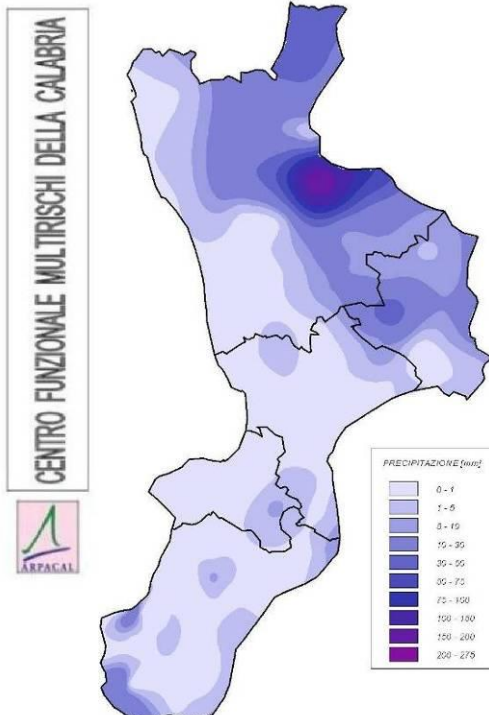 CENTRO FUNZIONALE MULTIRISCHI DELLA CALABRIA
ARPACAL
PRECIPITAZIONE [mm]
0 - 1
1 - 5
5 - 10
10 - 30
30 - 50
50 - 75
75 - 100
100 - 150
150 - 200
200 - 275